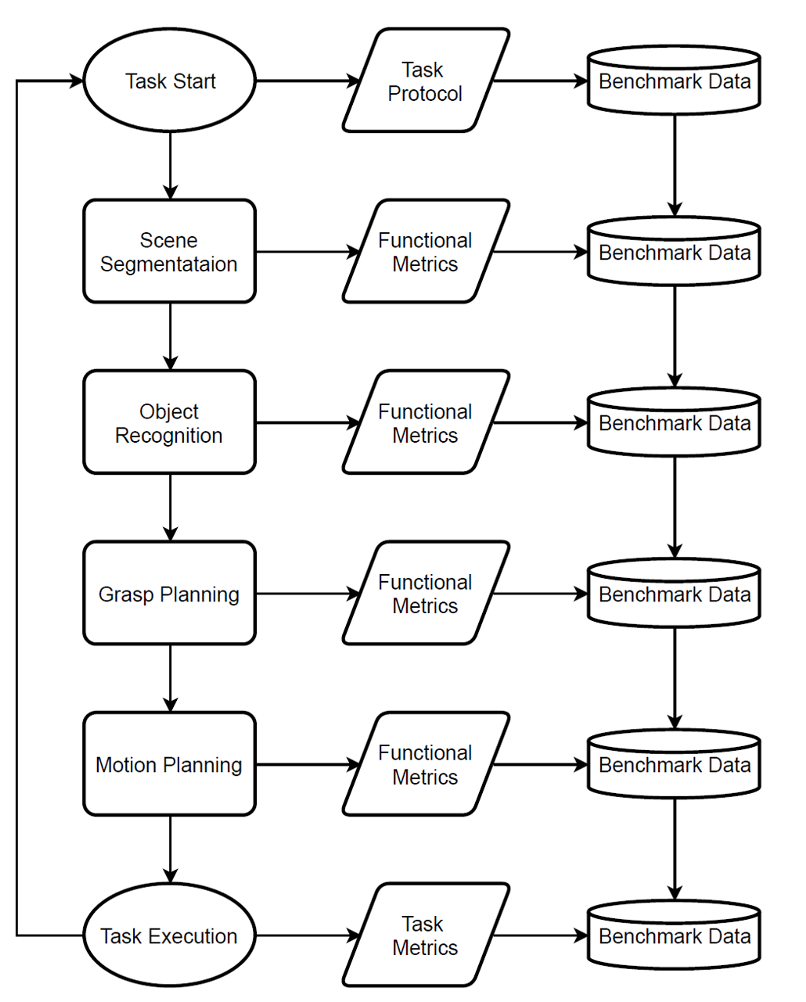 Task Start
Task
Protocol
Benchmark Data
Scene
Segmentataion
Functional
Metrics
Benchmark Data
Object
Recognition
Functional
Metrics
Benchmark Data
Grasp Planning
Functional
Metrics
Benchmark Data
Motion Planning
Functional
Metrics
Benchmark Data
Task Execution
Task
Metrics
Benchmark Data